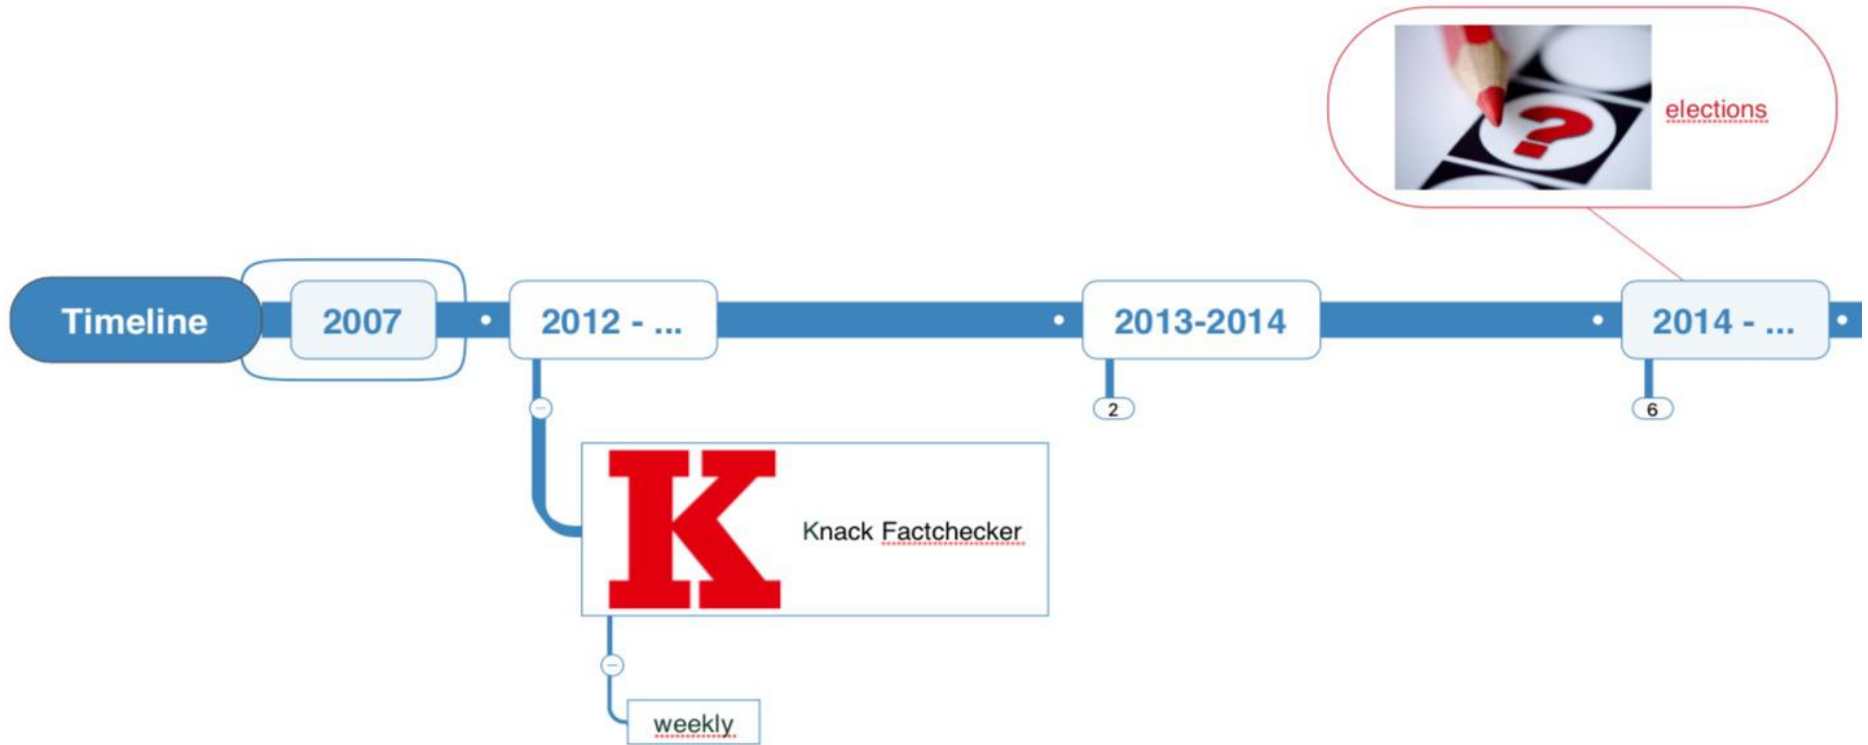 elections
Timeline
2007
2012 - ...
2013-2014
2014 - ...
2
6
K
Knack Factchecker
weekly